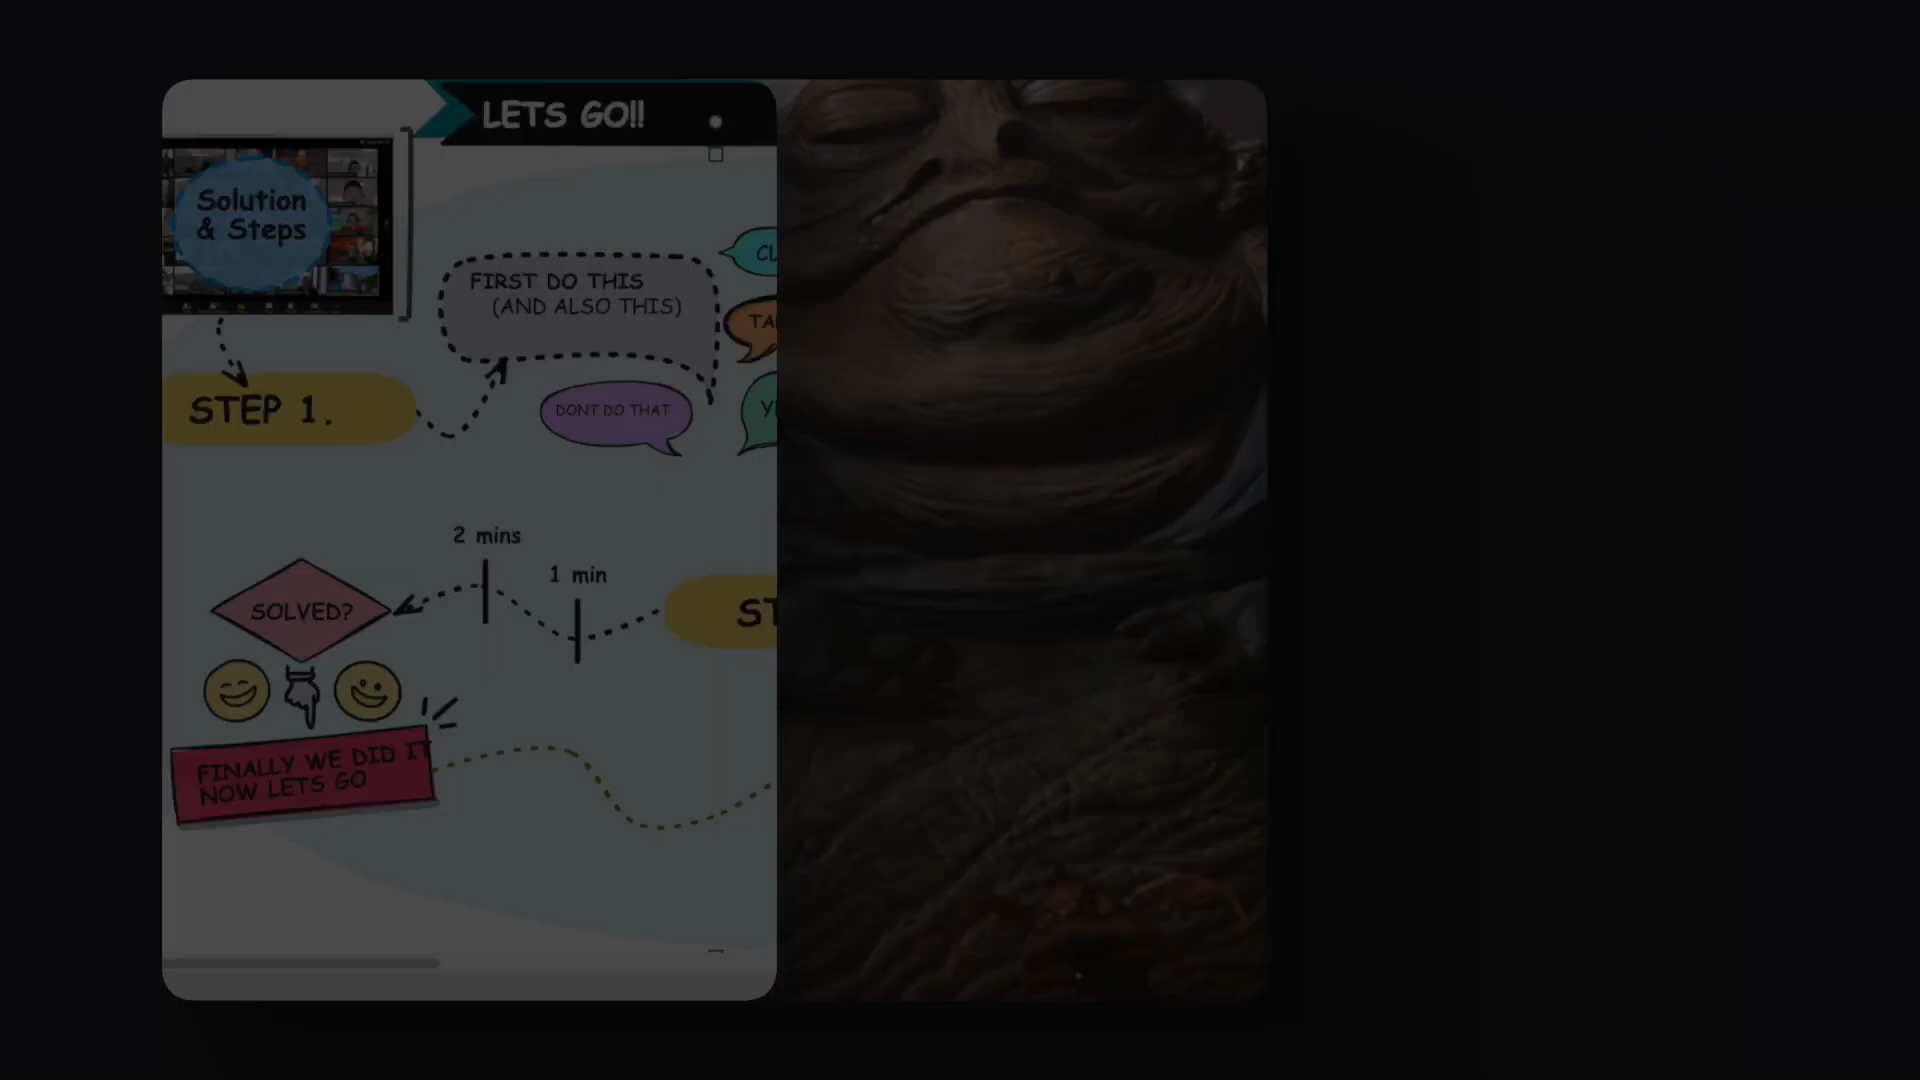 LETS GO!!
Solution
& Steps
FIRST DO THIS
(AND ALSO THIS)
STEP 1.
DONT DO THAT
2 mins
1 min
SOLVED?
FINALLY WE DID IT
NOW LETS GO